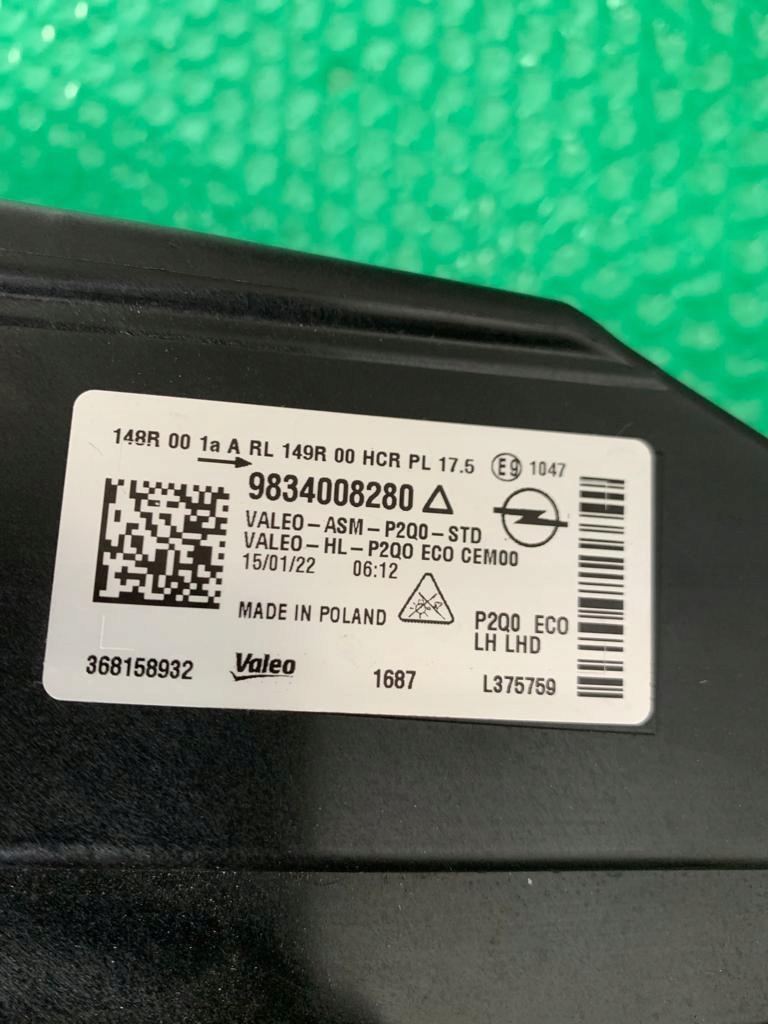 148R 00 1a A RL 149R 00 HCR PL 17.5 E9 1047
9834008280
VALEO-ASM-P2Q0-STD
VALEO-HL-P2Q0 ECO CEM00
15/01/22 06:12
MADE IN POLAND
P2Q0 ECO
LH LHD
368158932 Valeo 1687 L375759